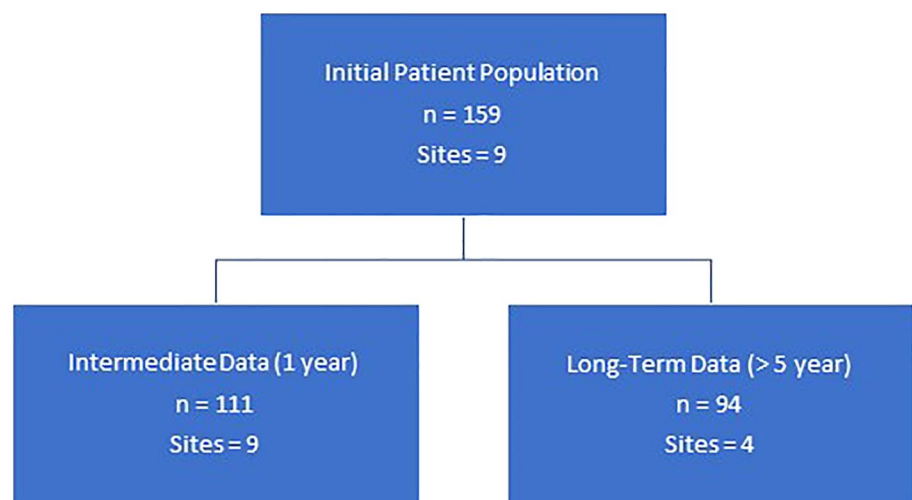 Initial Patient Population
n = 159
Sites = 9
Intermediate Data (1 year)
n = 111
Sites = 9
Long-Term Data (> 5 year)
n = 94
Sites = 4